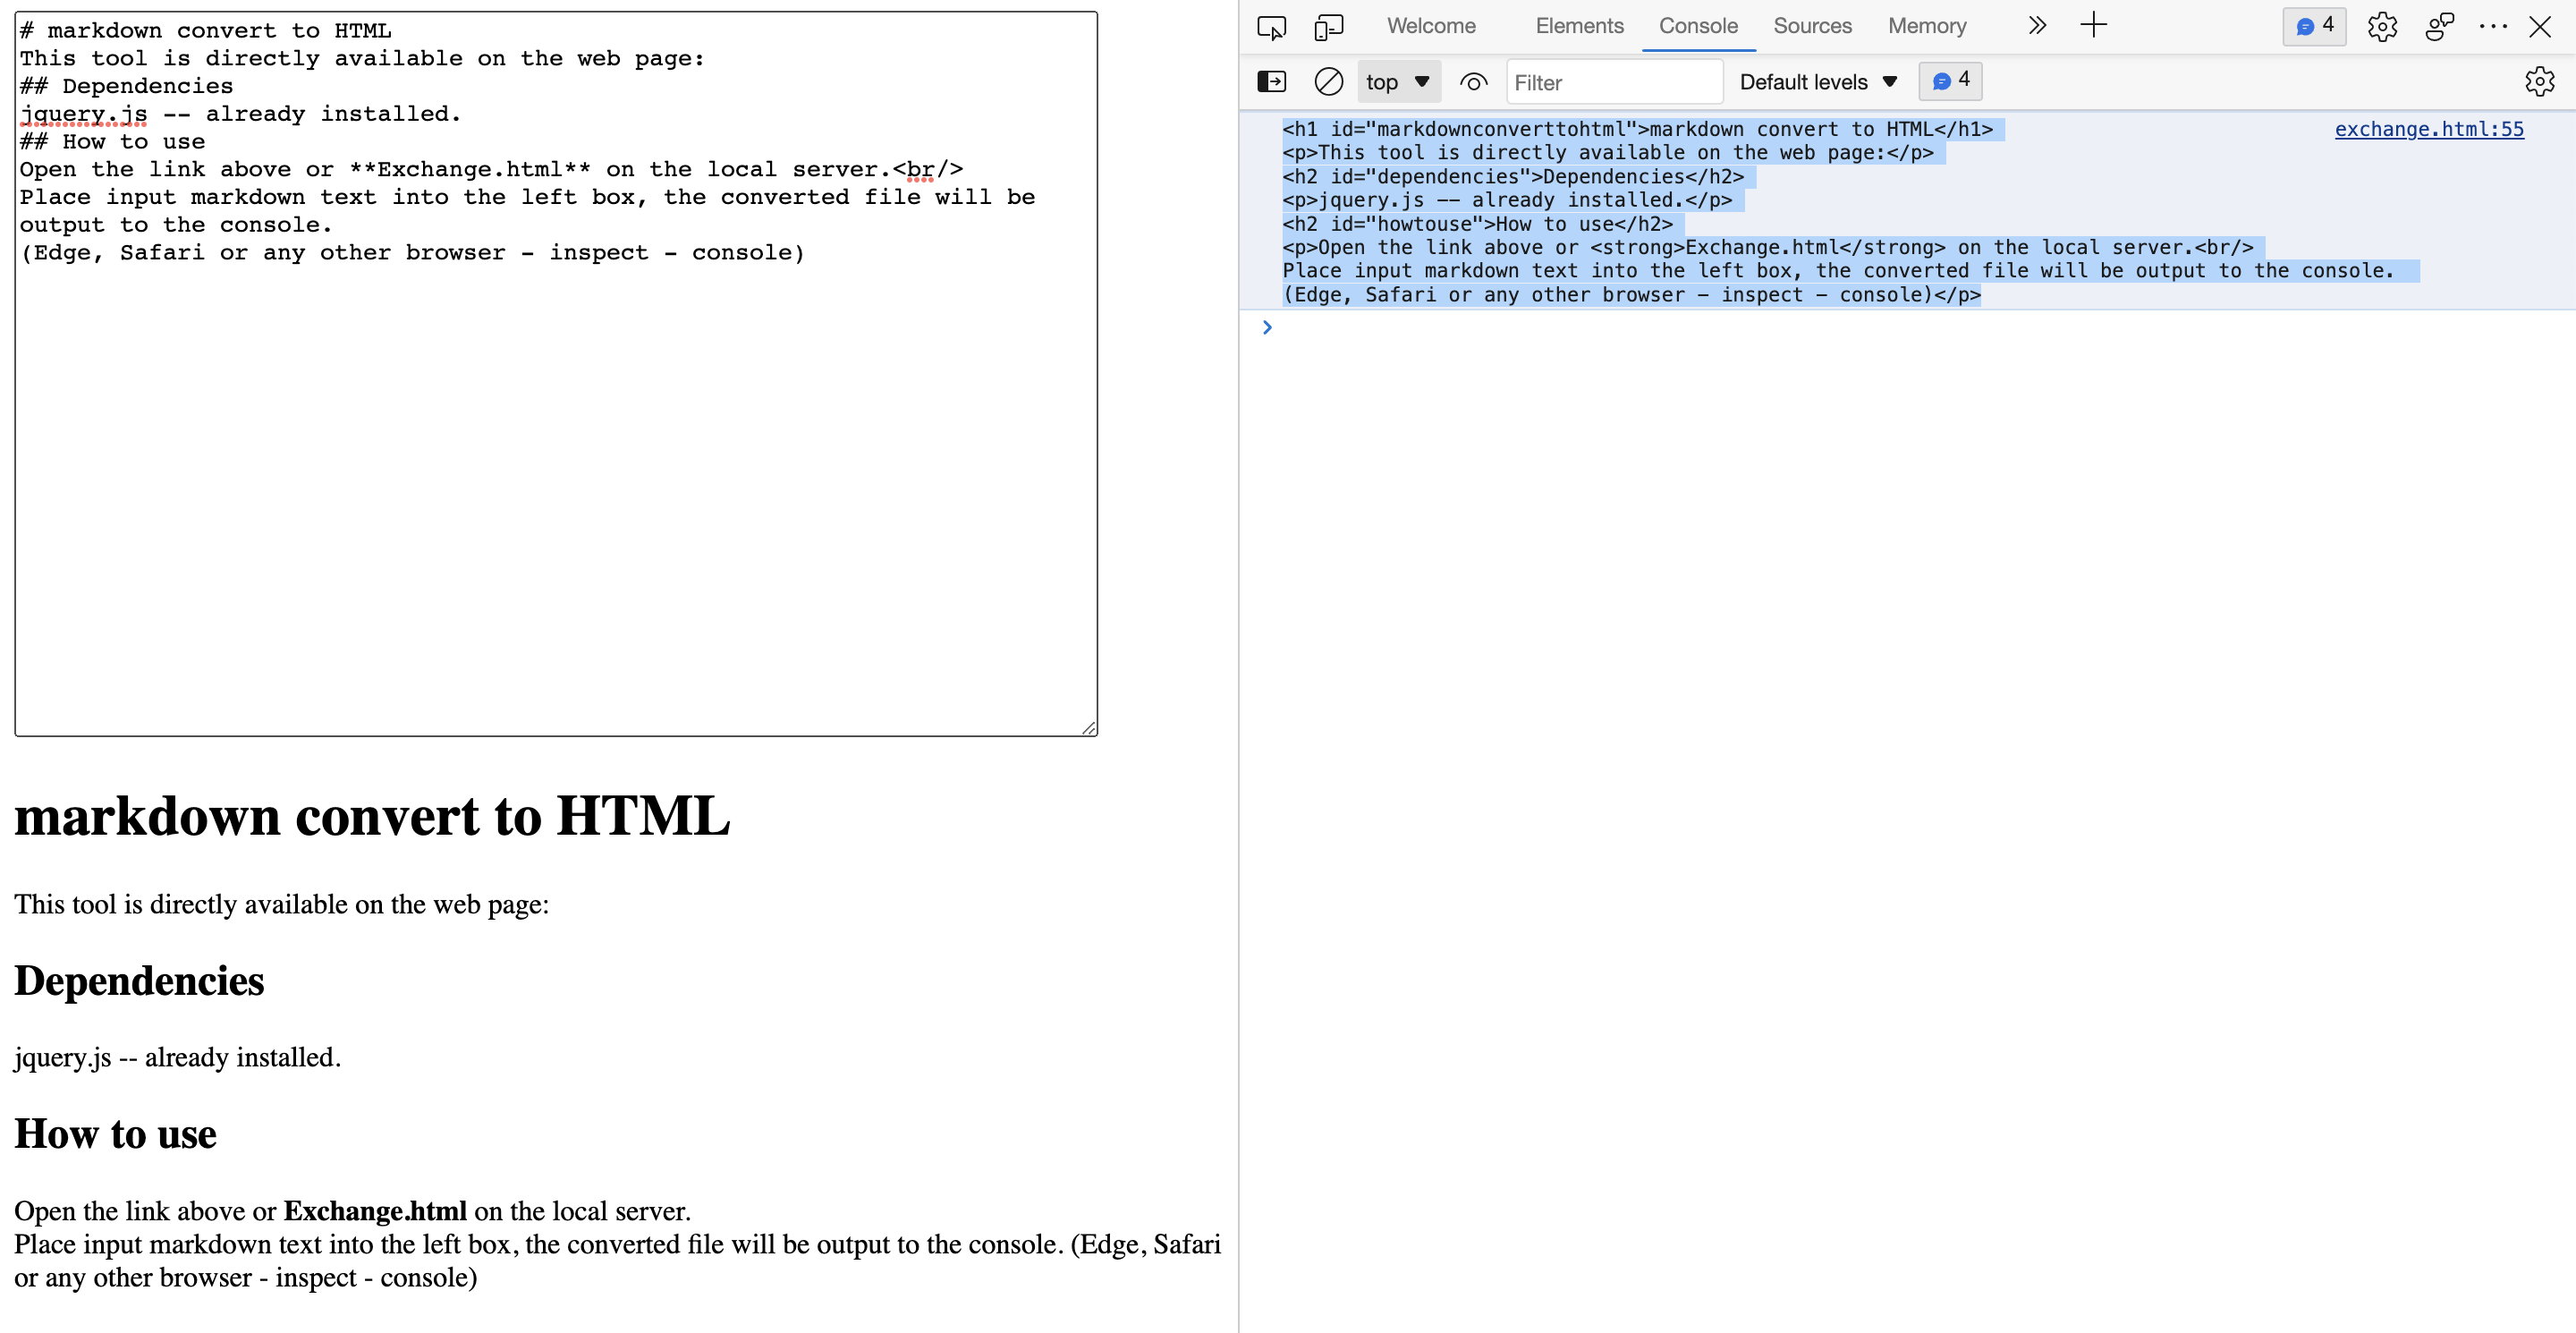 # markdown convert to HTML
This tool is directly available on the web page:
## Dependencies
jquery.js -- already installed.
## How to use
Open the link above or **Exchange.html** on the local server.<br/>
Place input markdown text into the left box, the converted file will be
output to the console.
(Edge, Safari or any other browser - inspect - console)
markdown convert to HTML
This tool is directly available on the web page:
Dependencies
jquery.js -- already installed.
How to use
Open the link above or Exchange.html on the local server.
Place input markdown text into the left box, the converted file will be output to the console. (Edge, Safari
or any other browser - inspect - console)
Welcome Elements Console Sources Memory 4
top Filter Default levels 4
<h1 id="markdownconverttohtml">markdown convert to HTML</h1> exchange.html:55
<p>This tool is directly available on the web page:</p>
<h2 id="dependencies">Dependencies</h2>
<p>jquery.js -- already installed.</p>
<h2 id="howtouse">How to use</h2>
<p>Open the link above or <strong>Exchange.html</strong> on the local server.<br/>
Place input markdown text into the left box, the converted file will be output to the console.
(Edge, Safari or any other browser - inspect - console)</p>